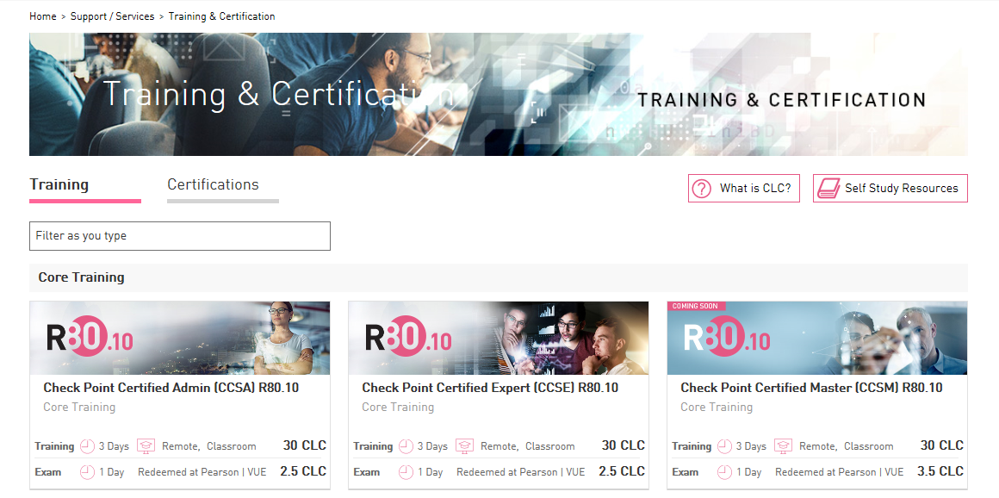 Home > Support / Services > Training & Certification
Training & Certification
TRAINING & CERTIFICATION
Training
Certifications
What is CLC?
Self Study Resources
Filter as you type
Core Training
R80.10
Check Point Certified Admin (CCSA) R80.10
Core Training
Training 3 Days Remote, Classroom 30 CLC
Exam 1 Day Redeemed at Pearson | VUE 2.5 CLC
R80.10
Check Point Certified Expert (CCSE) R80.10
Core Training
Training 3 Days Remote, Classroom 30 CLC
Exam 1 Day Redeemed at Pearson | VUE 2.5 CLC
COMING SOON
R80.10
Check Point Certified Master (CCSM) R80.10
Core Training
Training 3 Days Remote, Classroom 30 CLC
Exam 1 Day Redeemed at Pearson | VUE 3.5 CLC